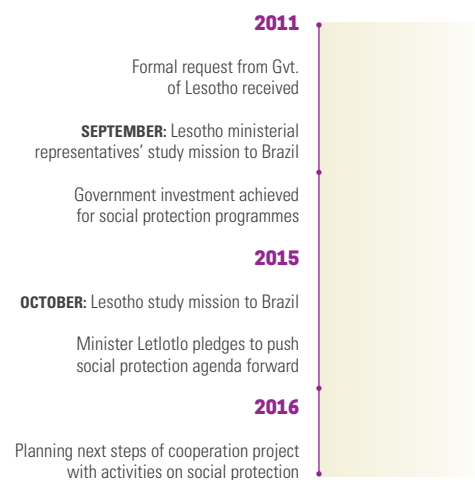 2011
Formal request from Gvt.
of Lesotho received
SEPTEMBER: Lesotho ministerial
representatives’ study mission to Brazil
Government investment achieved
for social protection programmes
2015
OCTOBER: Lesotho study mission to Brazil
Minister Letlotlo pledges to push
social protection agenda forward
2016
Planning next steps of cooperation project
with activities on social protection